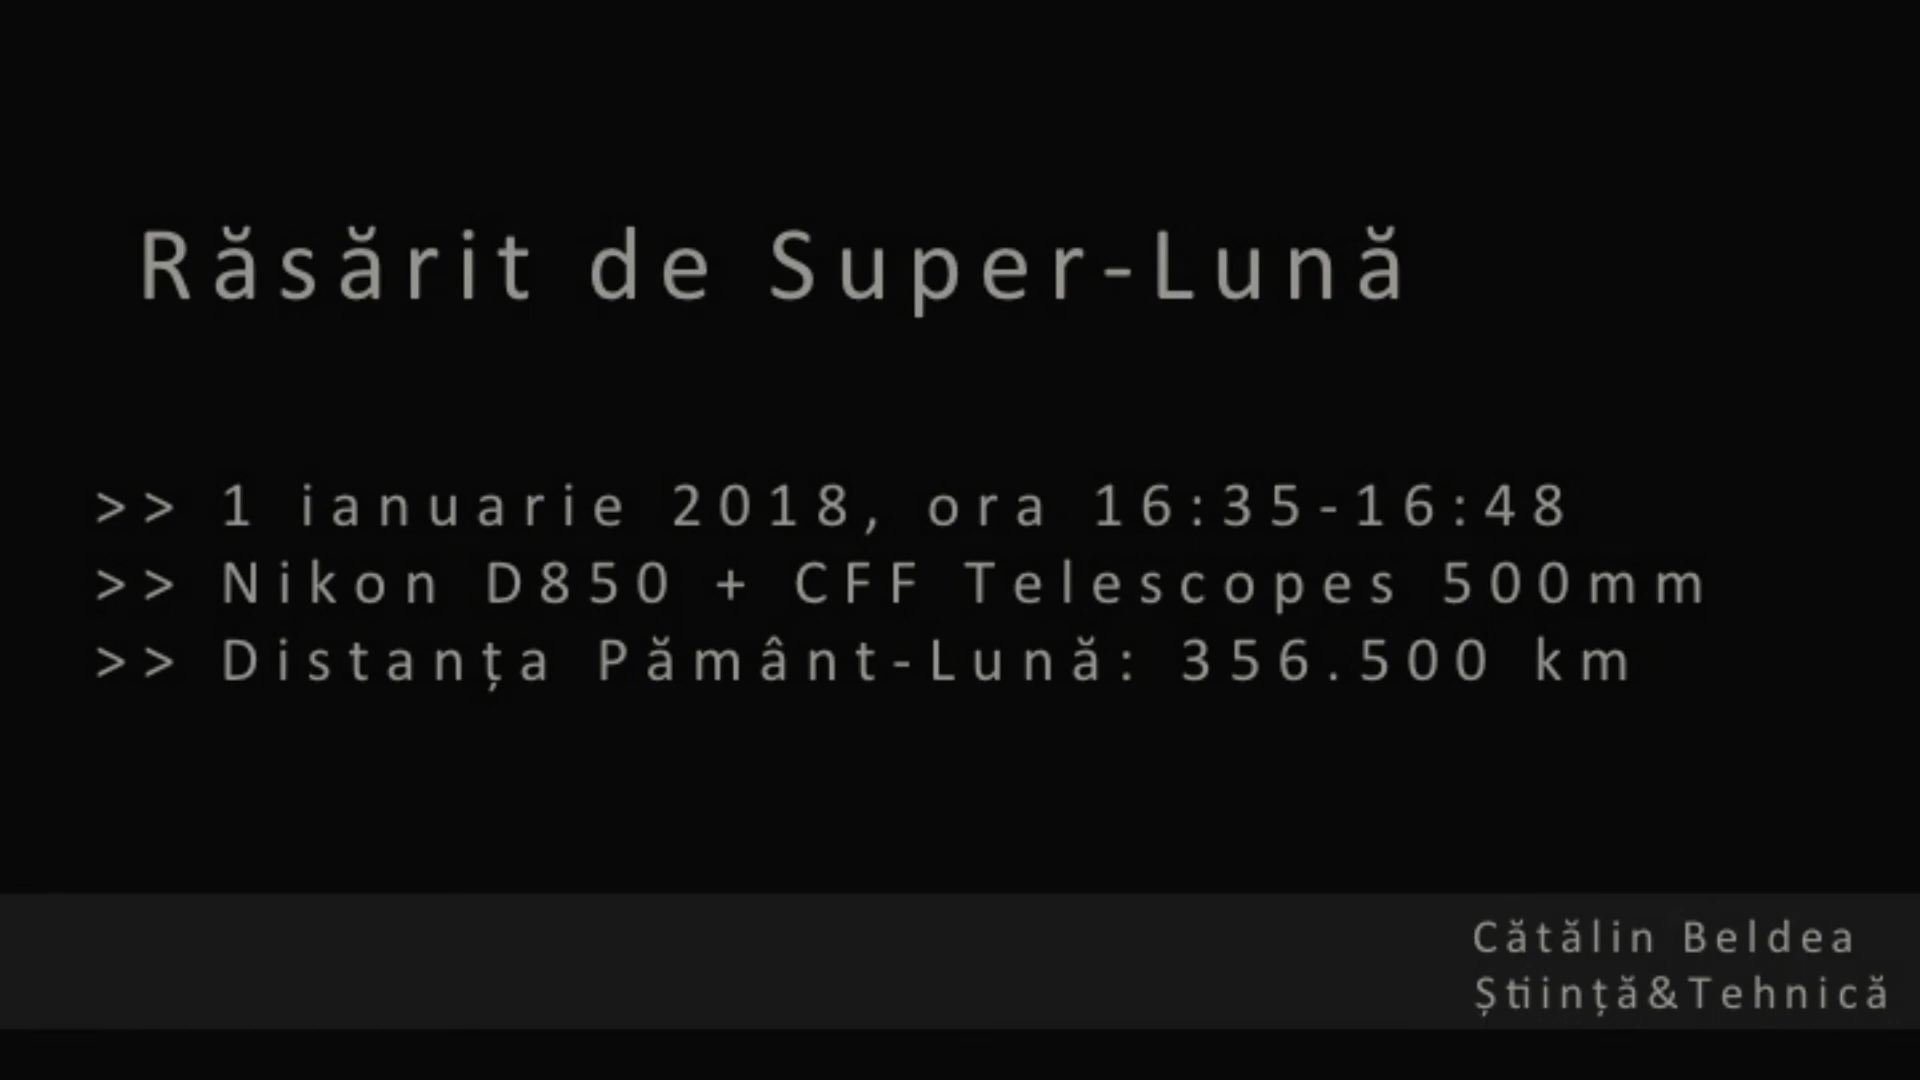 Răsărit de Super-Lună
>> 1 ianuarie 2018, ora 16:35-16:48
>> Nikon D850 + CFF Telescopes 500mm
>> Distanța Pământ-Lună: 356.500 km
Cătălin Beldea
Știință&Tehnică